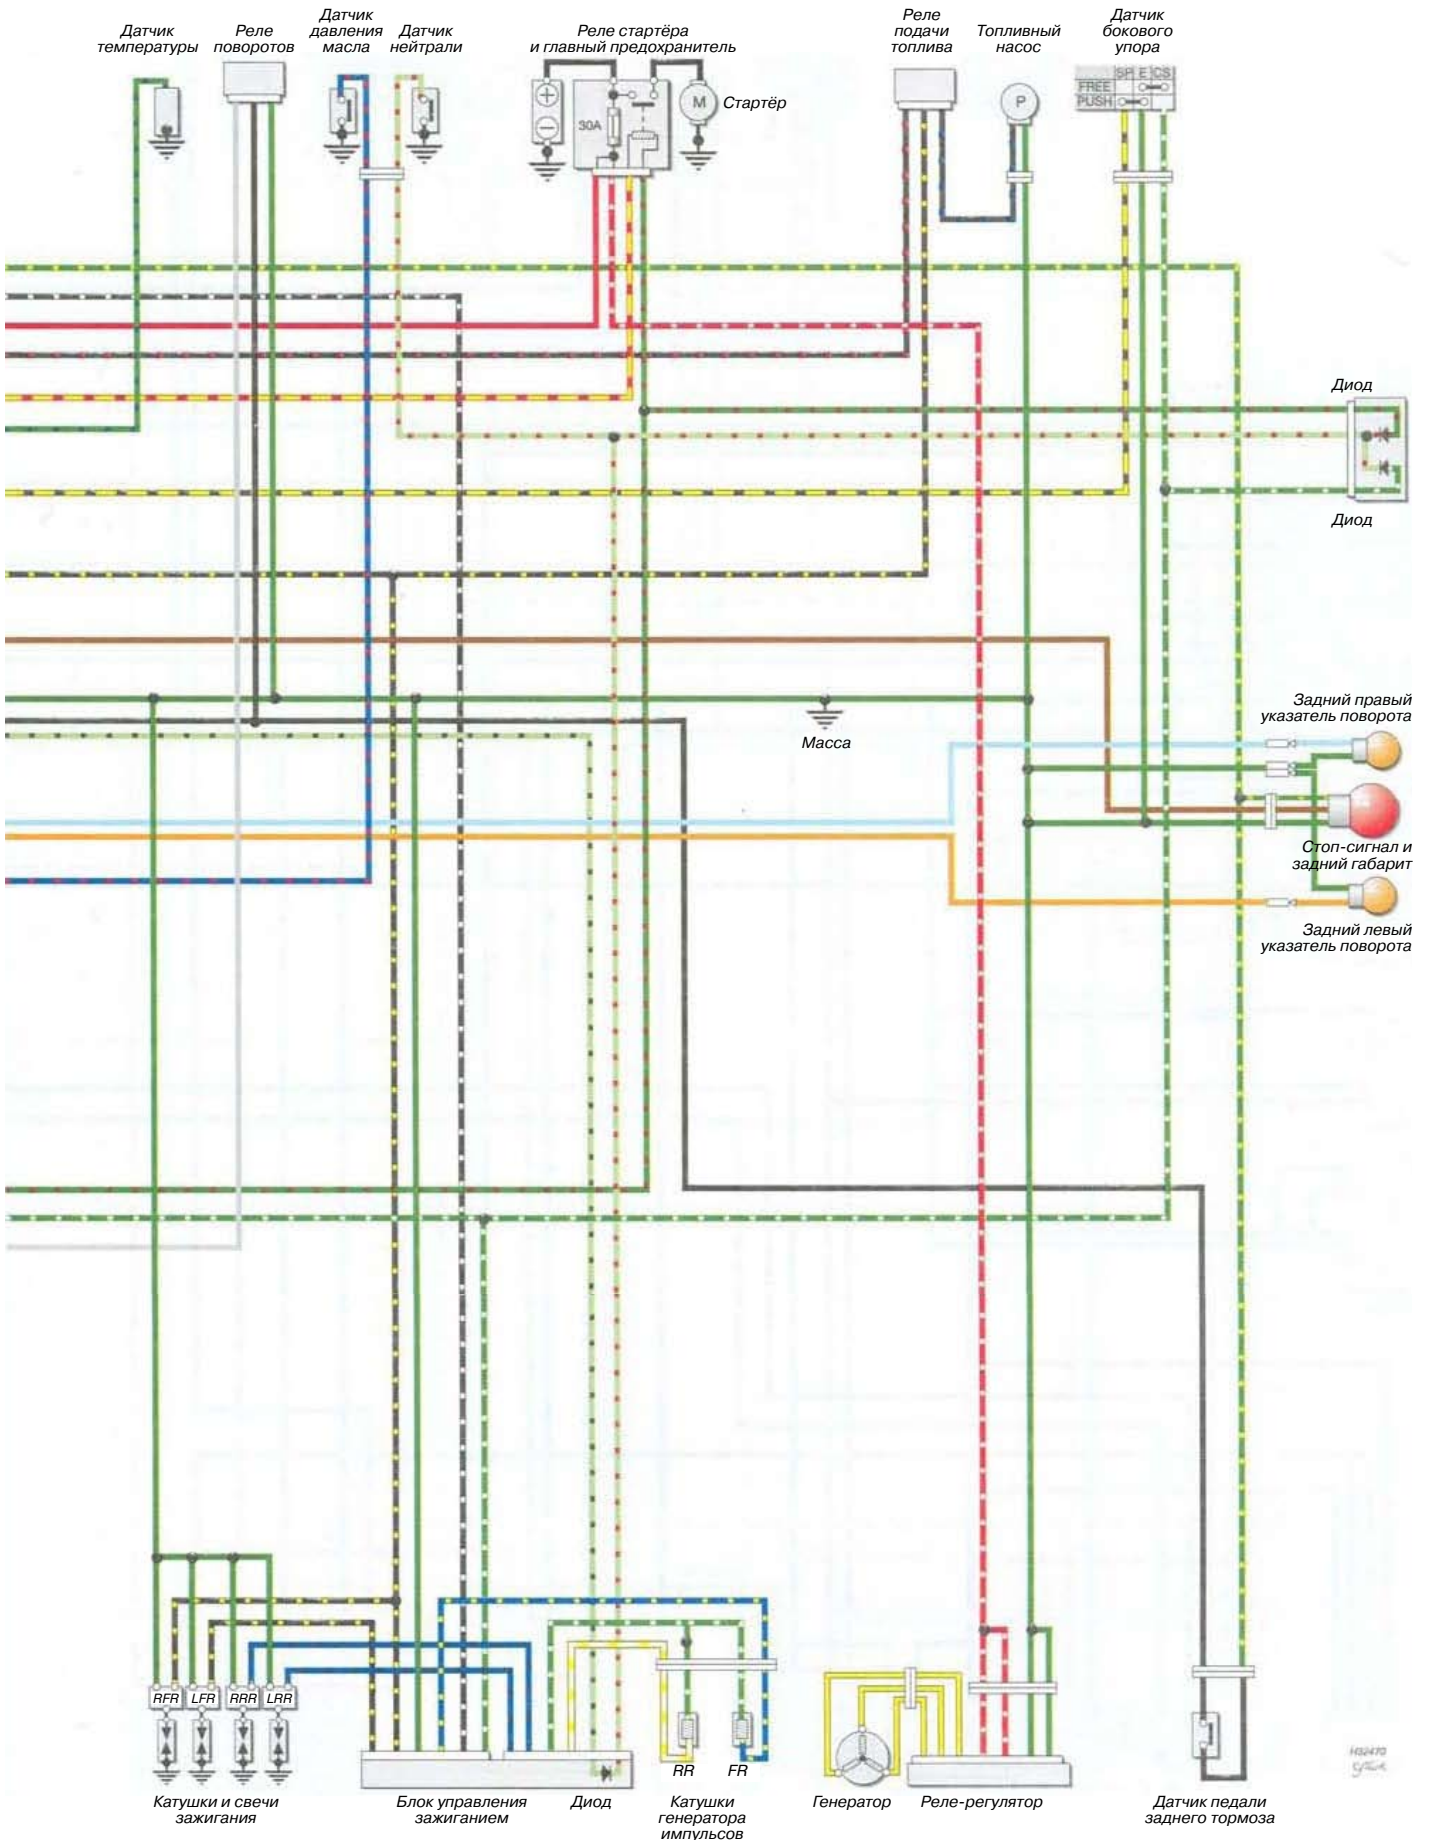 Датчик
температуры
Реле
поворотов
Датчик
давления
масла
Датчик
нейтрали
Реле стартёра
и главный предохранитель
Стартёр
Реле
подачи
топлива
Топливный
насос
Датчик
бокового
упора
30A
M
P
SP E CS
FREE
PUSH
Диод
Диод
Масса
Задний правый
указатель поворота
Стоп-сигнал и
задний габарит
Задний левый
указатель поворота
RFR
LFR
RRR
LRR
RR
FR
Катушки и свечи
зажигания
Блок управления
зажиганием
Диод
Катушки
генератора
импульсов
Генератор
Реле-регулятор
Датчик педали
заднего тормоза
H32470